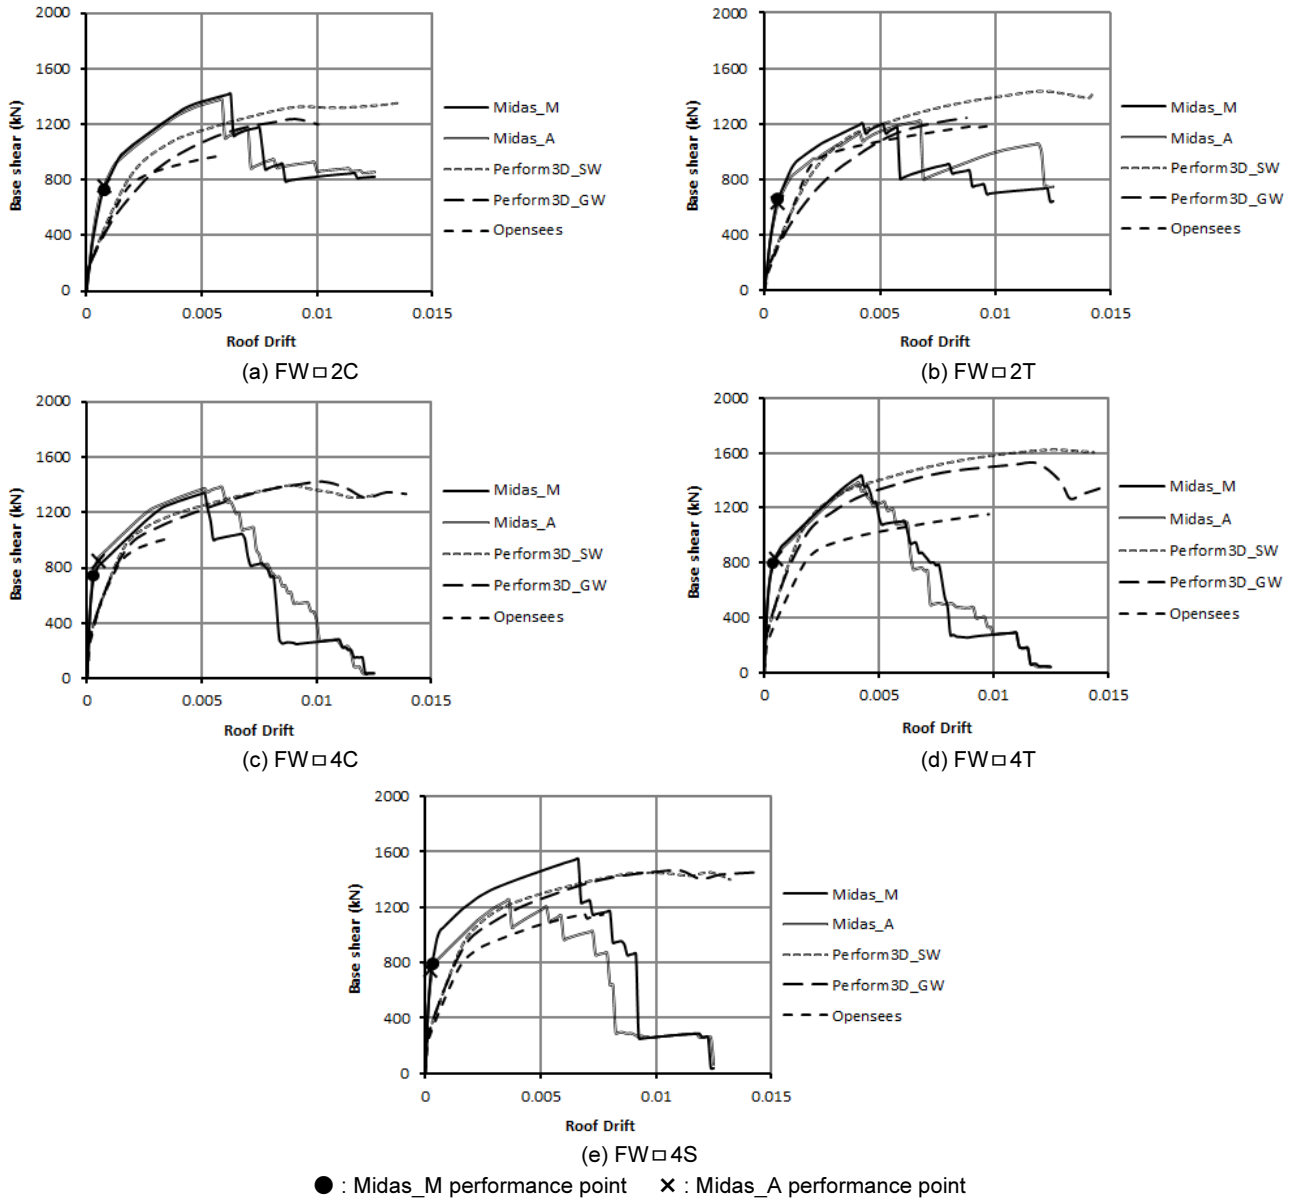 2000
1600
1200
800
400
0
Base shear (kN)
0
0.005
0.01
0.015
Roof Drift
Midas_M
Midas_A
Perform3D_SW
Perform3D_GW
Opensees
(a) FW□2C
2000
1600
1200
800
400
0
Base shear (kN)
0
0.005
0.01
0.015
Roof Drift
Midas_M
Midas_A
Perform3D_SW
Perform3D_GW
Opensees
(b) FW□2T
2000
1600
1200
800
400
0
Base shear (kN)
0
0.005
0.01
0.015
Roof Drift
Midas_M
Midas_A
Perform3D_SW
Perform3D_GW
Opensees
(c) FW□4C
2000
1600
1200
800
400
0
Base shear (kN)
0
0.005
0.01
0.015
Roof Drift
Midas_M
Midas_A
Perform3D_SW
Perform3D_GW
Opensees
(d) FW□4T
2000
1600
1200
800
400
0
Base shear (kN)
0
0.005
0.01
0.015
Roof Drift
Midas_M
Midas_A
Perform3D_SW
Perform3D_GW
Opensees
(e) FW□4S
● : Midas_M performance point × : Midas_A performance point